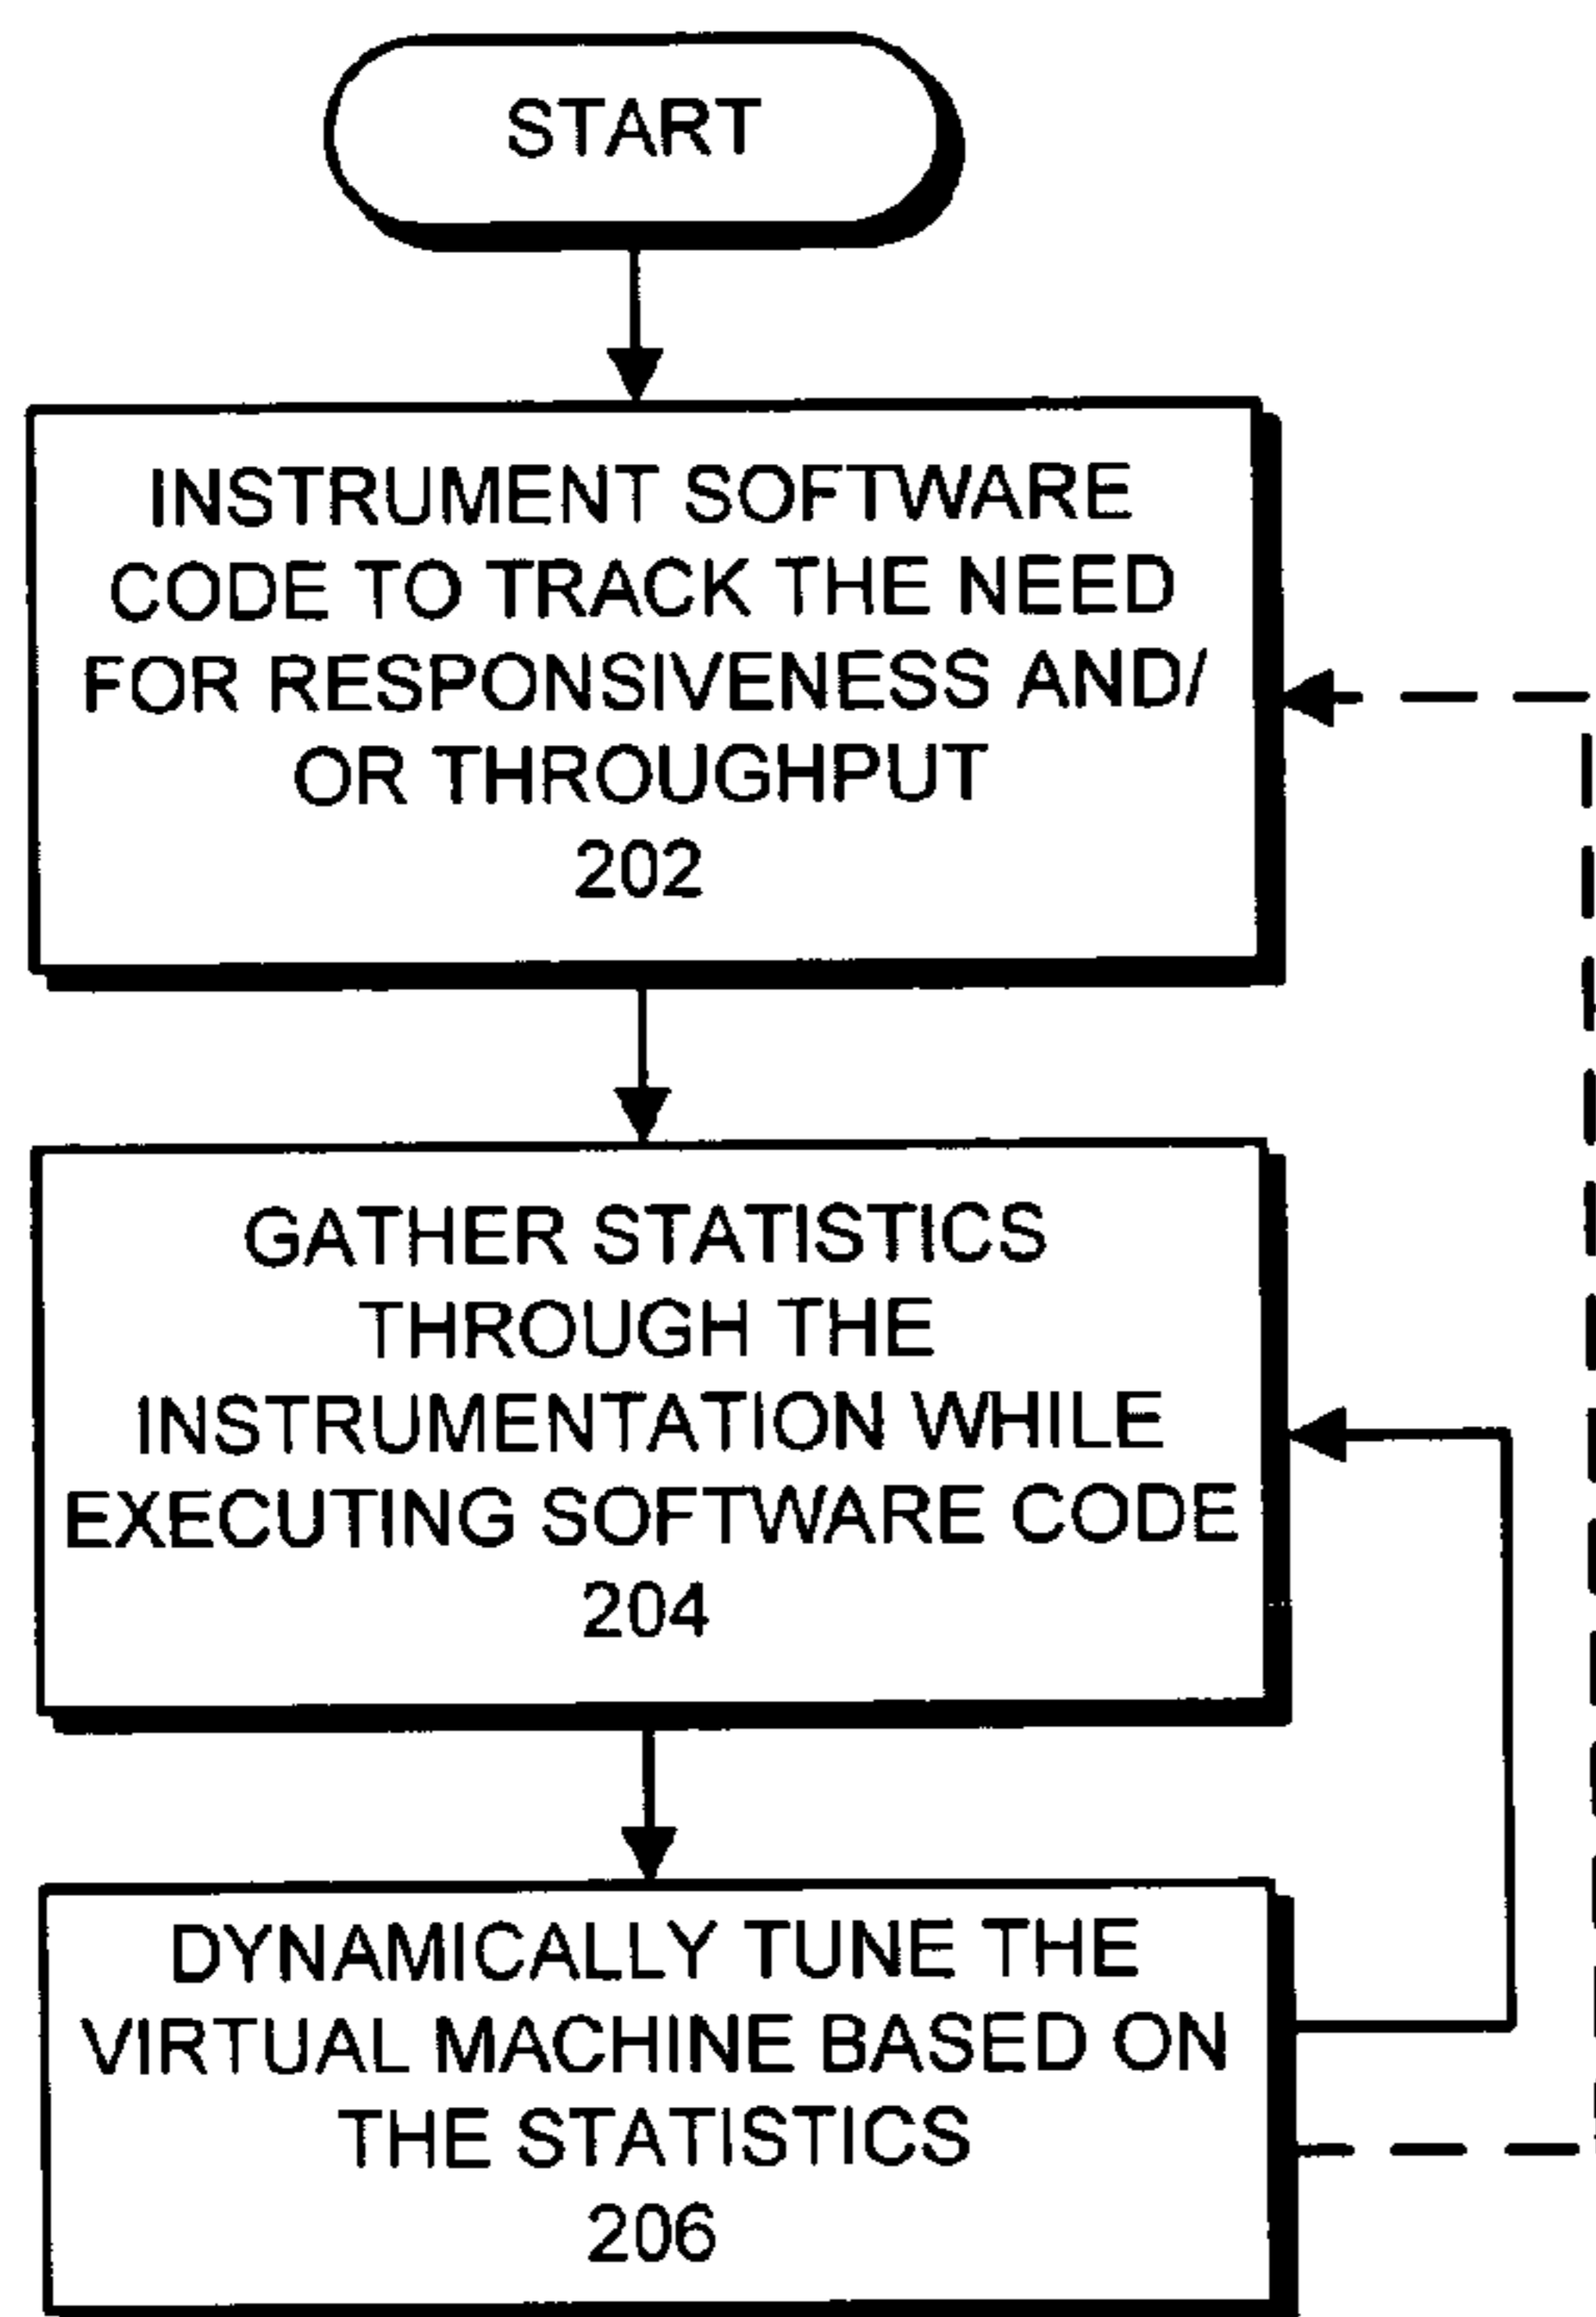 START
INSTRUMENT SOFTWARE
CODE TO TRACK THE NEED
FOR RESPONSIVENESS AND/
OR THROUGHPUT
202
GATHER STATISTICS
THROUGH THE
INSTRUMENTATION WHILE
EXECUTING SOFTWARE CODE
204
DYNAMICALLY TUNE THE
VIRTUAL MACHINE BASED ON
THE STATISTICS
206